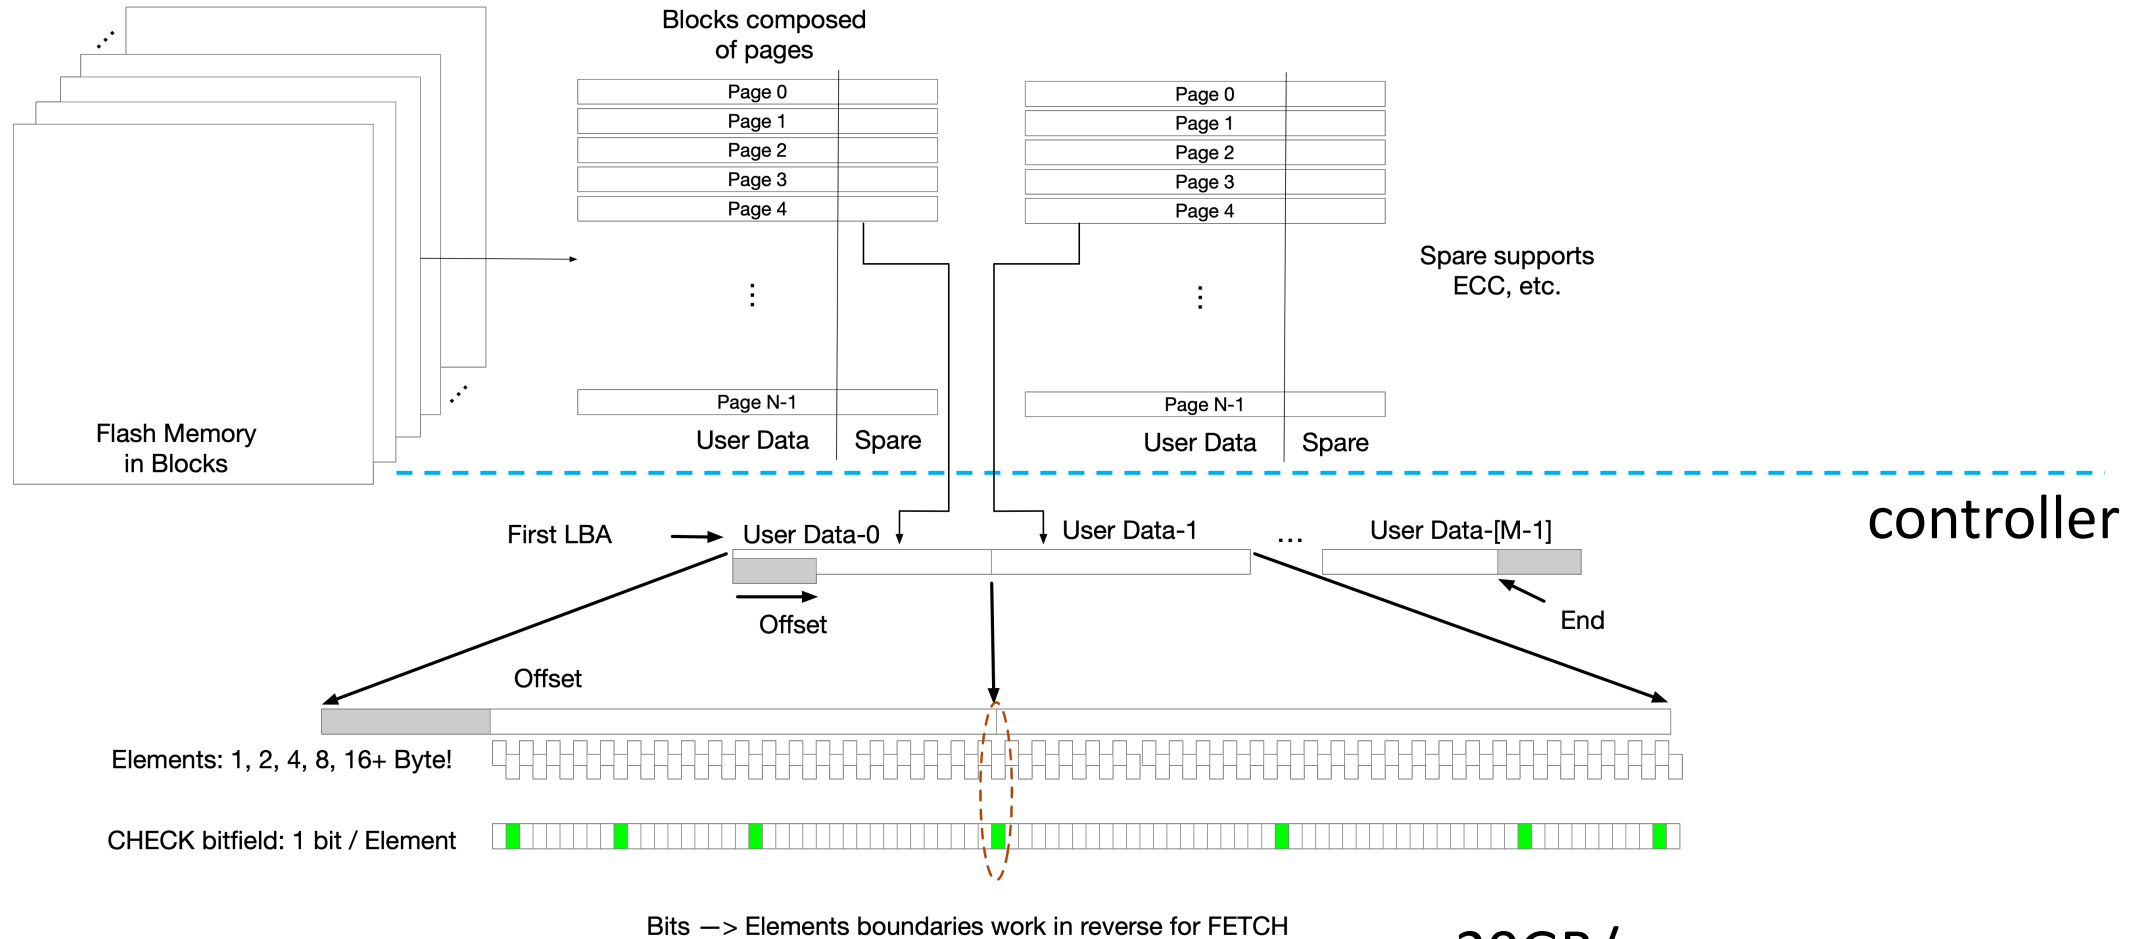 Blocks composed
of pages
Page 0
Page 1
Page 2
Page 3
Page 4
⋮
Page N-1
User Data
Spare
Page 0
Page 1
Page 2
Page 3
Page 4
⋮
Page N-1
User Data
Spare
Spare supports
ECC, etc.
Flash Memory
in Blocks
controller
First LBA
User Data-0
User Data-1
...
User Data-[M-1]
Offset
End
Offset
Elements: 1, 2, 4, 8, 16+ Byte!
CHECK bitfield: 1 bit / Element
Bits —> Elements boundaries work in reverse for FETCH